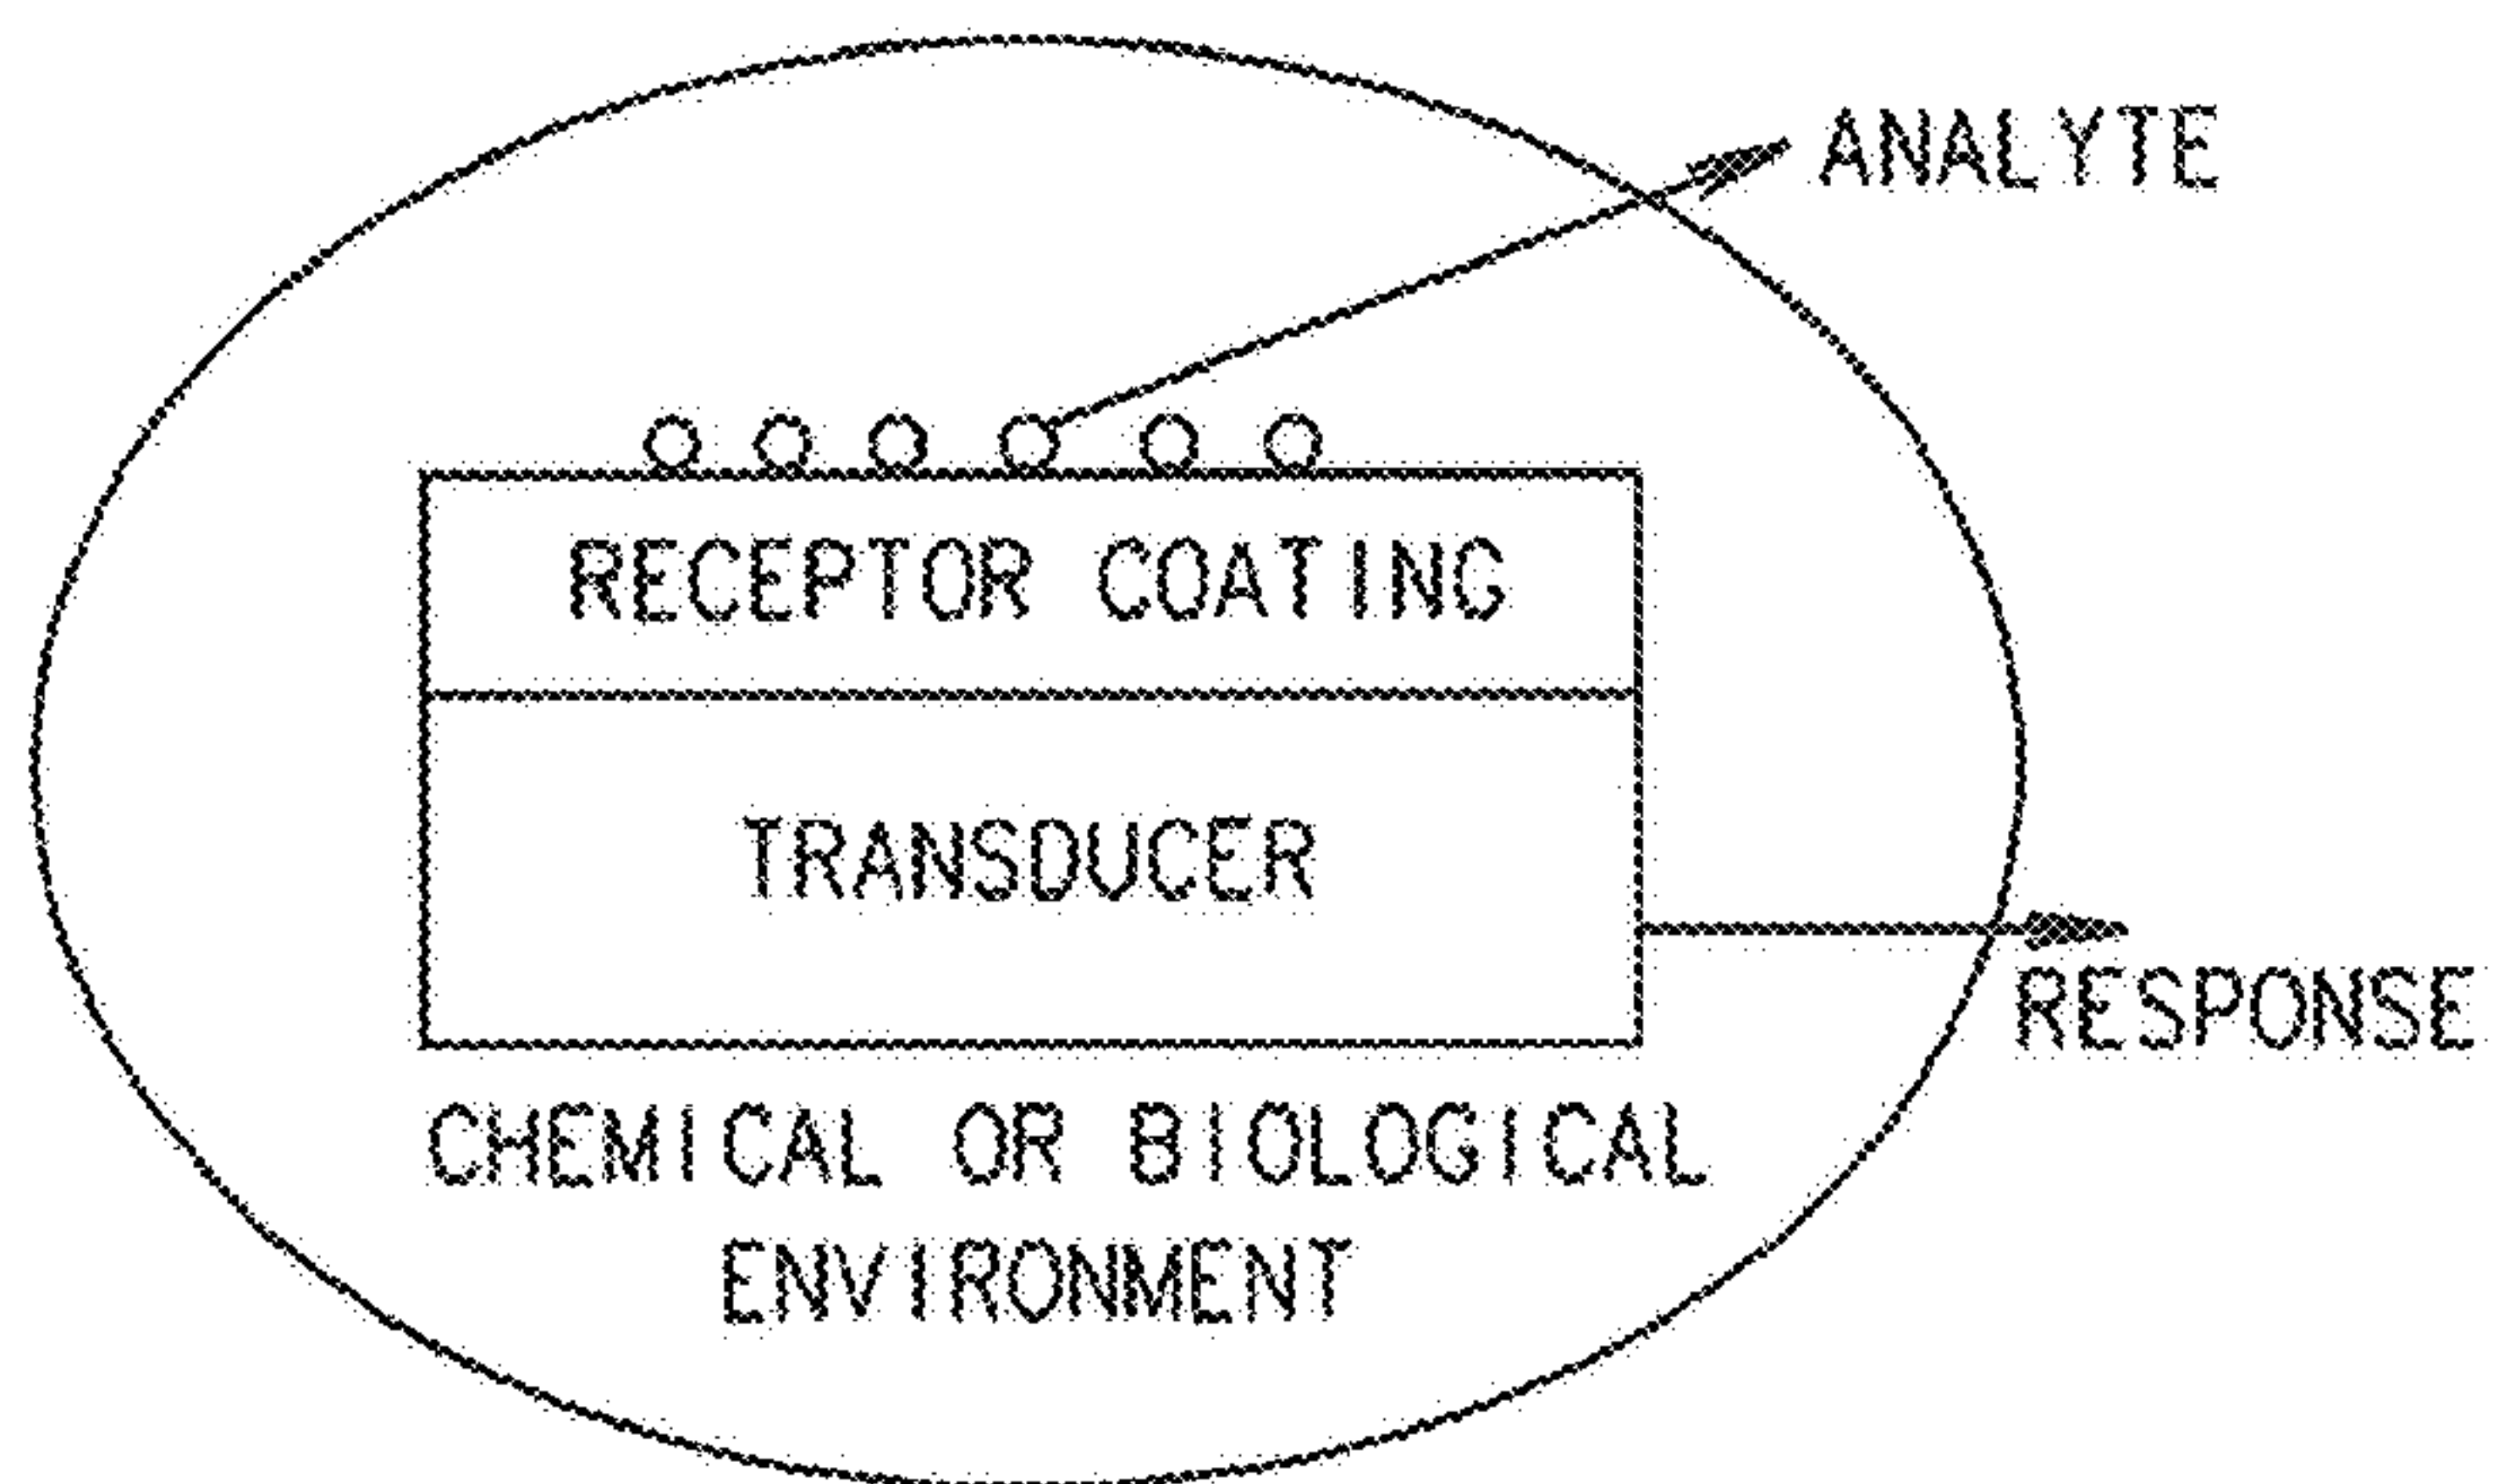 ANALYTE
RECEPTOR COATING
TRANSDUCER
RESPONSE
CHEMICAL OR BIOLOGICAL
ENVIRONMENT